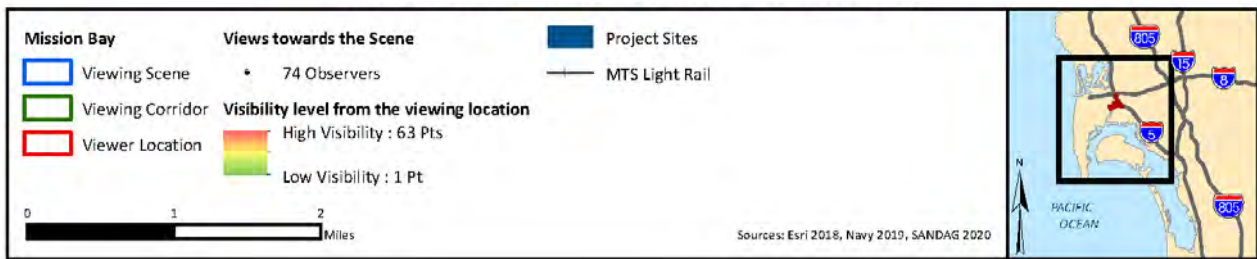 Mission Bay
Viewing Scene
Viewing Corridor
Viewer Location
Views towards the Scene
74 Observers
Visibility level from the viewing location
High Visibility : 63 Pts
Low Visibility : 1 Pt
Project Sites
MTS Light Rail
0 1 2
Miles
Sources: Esri 2018, Navy 2019, SANDAG 2020
805
15
8
5
N
PACIFIC
OCEAN
805